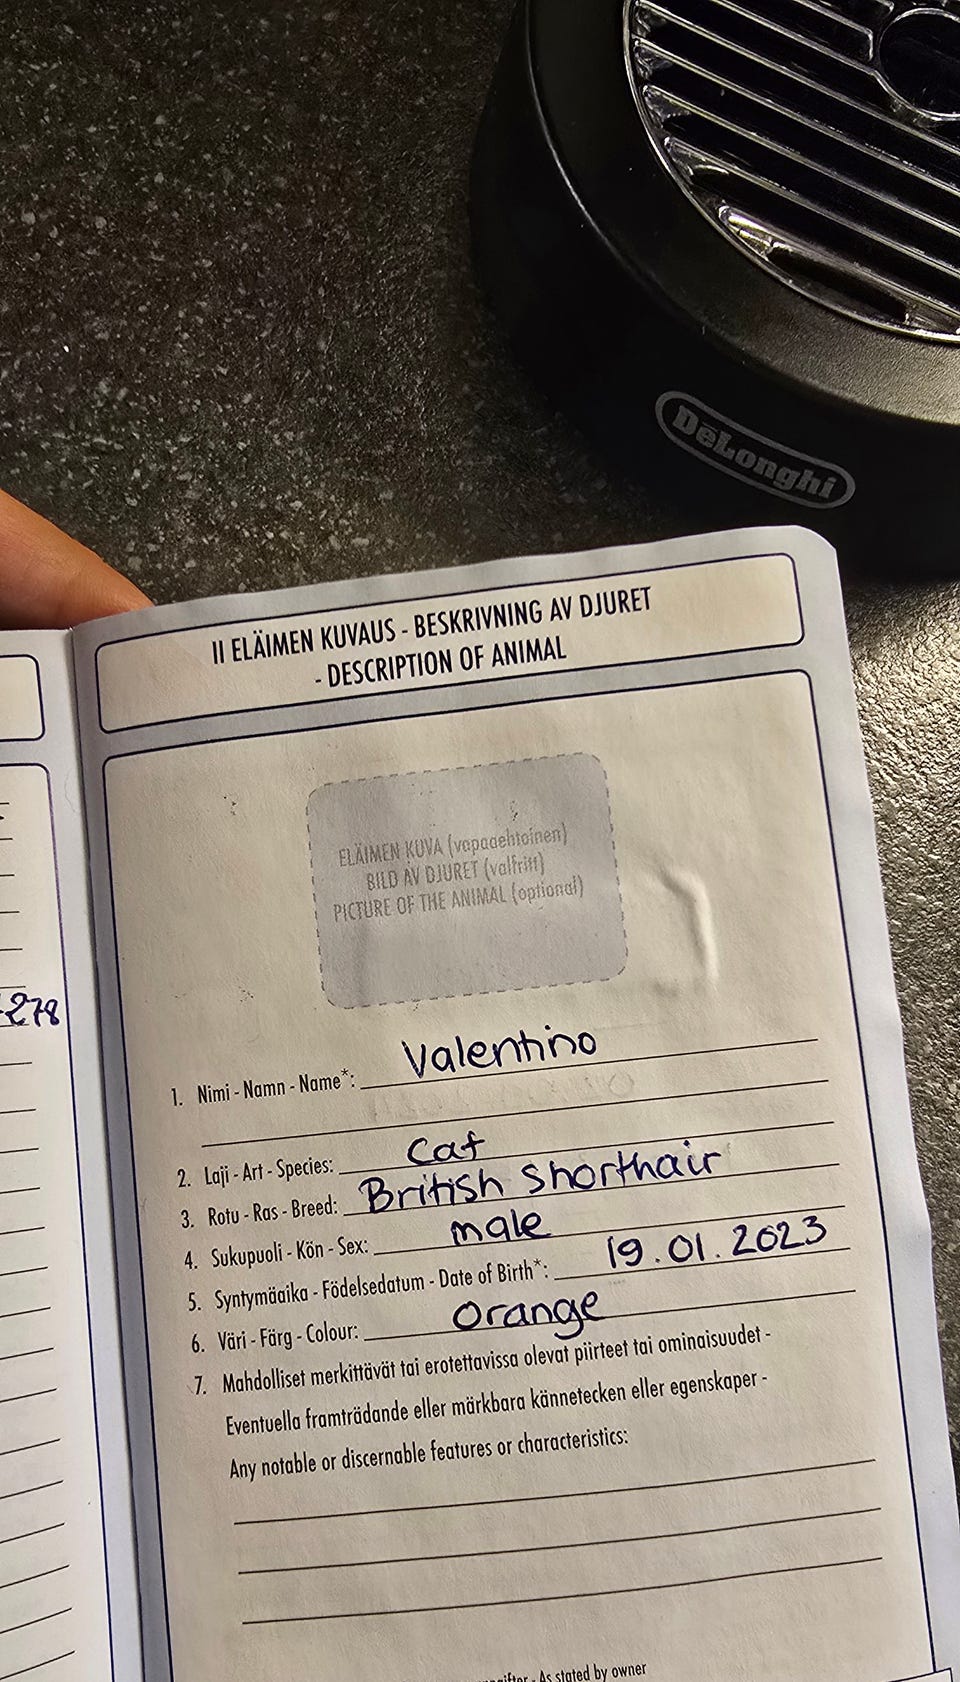 DeLonghi
II ELÄIMEN KUVAUS - BESKRIVNING AV DJURET
- DESCRIPTION OF ANIMAL
ELÄIMEN KUVA (vapaaehtoinen)
BILD AV DJURET (valfritt)
PICTURE OF THE ANIMAL (optional)
-278
1. Nimi - Namn - Name*: Valentino
2. Laji - Art - Species: Cat
3. Rotu - Ras - Breed: British shorthair
4. Sukupuoli - Kön - Sex: male
5. Syntymäaika - Födelsedatum - Date of Birth*: 19.01.2023
6. Väri - Färg - Colour: Orange
7. Mahdolliset merkittävät tai erotettavissa olevat piirteet tai ominaisuudet -
Eventuella framträdande eller märkbara kännetecken eller egenskaper -
Any notable or discernable features or characteristics:
- As stated by owner